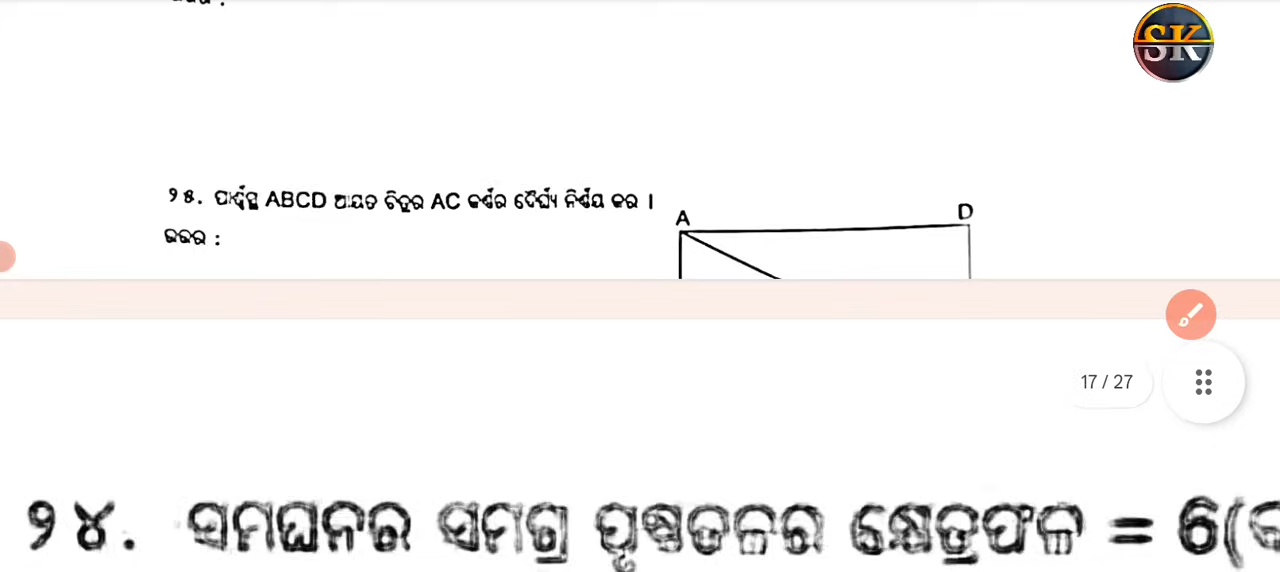 SK
୨୫. ପାର୍ଶ୍ୱସ୍ଥ ABCD ଆୟତ ଚିତ୍ରର AC କର୍ଣ୍ଣର ଦୈର୍ଘ୍ୟ ନିର୍ଣ୍ଣୟ କର ।
ଉତ୍ତର :
A
D
17 / 27
୨୪. ସମଘନର ସମଗ୍ର ପୃଷ୍ଠତଳର କ୍ଷେତ୍ରଫଳ = 6(